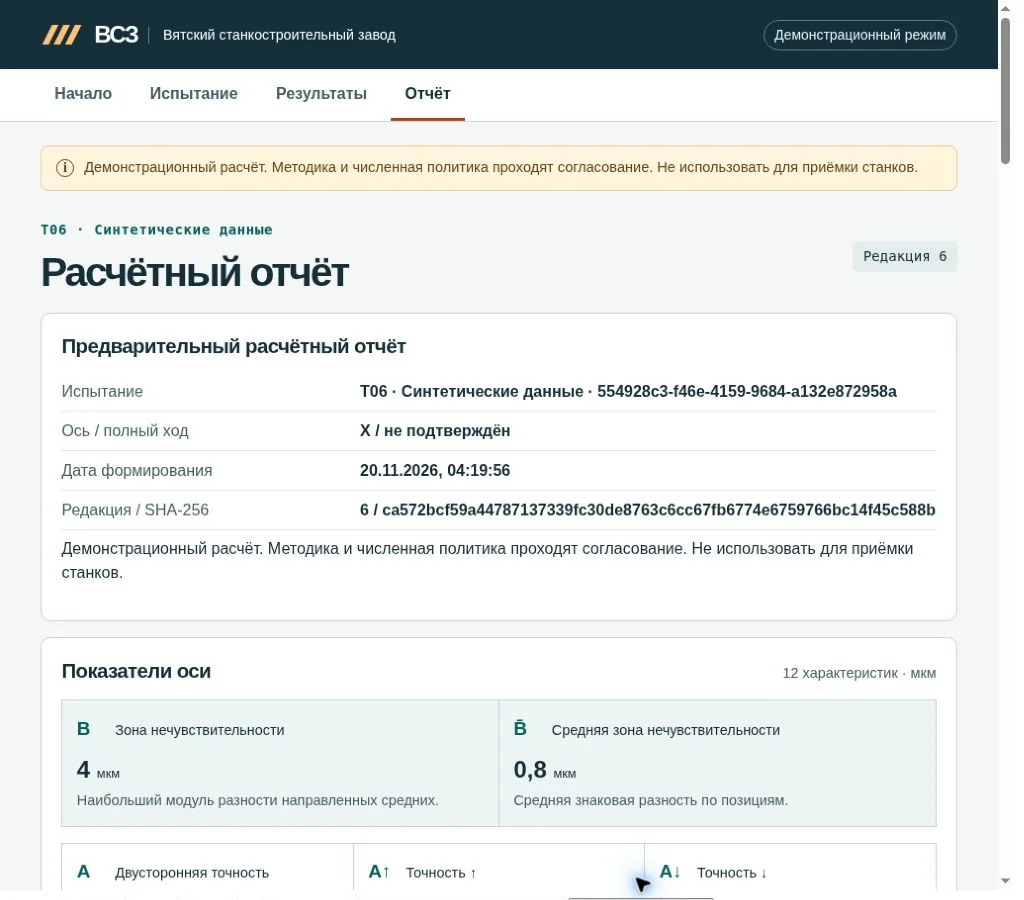 ВСЗ
Вятский станкостроительный завод
Демонстрационный режим
Начало
Испытание
Результаты
Отчёт
Демонстрационный расчёт. Методика и численная политика проходят согласование. Не использовать для приёмки станков.
T06 · Синтетические данные
Расчётный отчёт
Редакция 6
Предварительный расчётный отчёт
Испытание
T06 · Синтетические данные · 554928c3-f46e-4159-9684-a132e872958a
Ось / полный ход
X / не подтверждён
Дата формирования
20.11.2026, 04:19:56
Редакция / SHA-256
6 / ca572bcf59a44787137339fc30de8763c6cc67fb6774e6759766bc14f45c588b
Демонстрационный расчёт. Методика и численная политика проходят согласование. Не использовать для приёмки
станков.
Показатели оси
12 характеристик · мкм
B Зона нечувствительности
4 мкм
Наибольший модуль разности направленных средних.
B̄ Средняя зона нечувствительности
0,8 мкм
Средняя знаковая разность по позициям.
A Двусторонняя точность
A↑ Точность ↑
A↓ Точность ↓